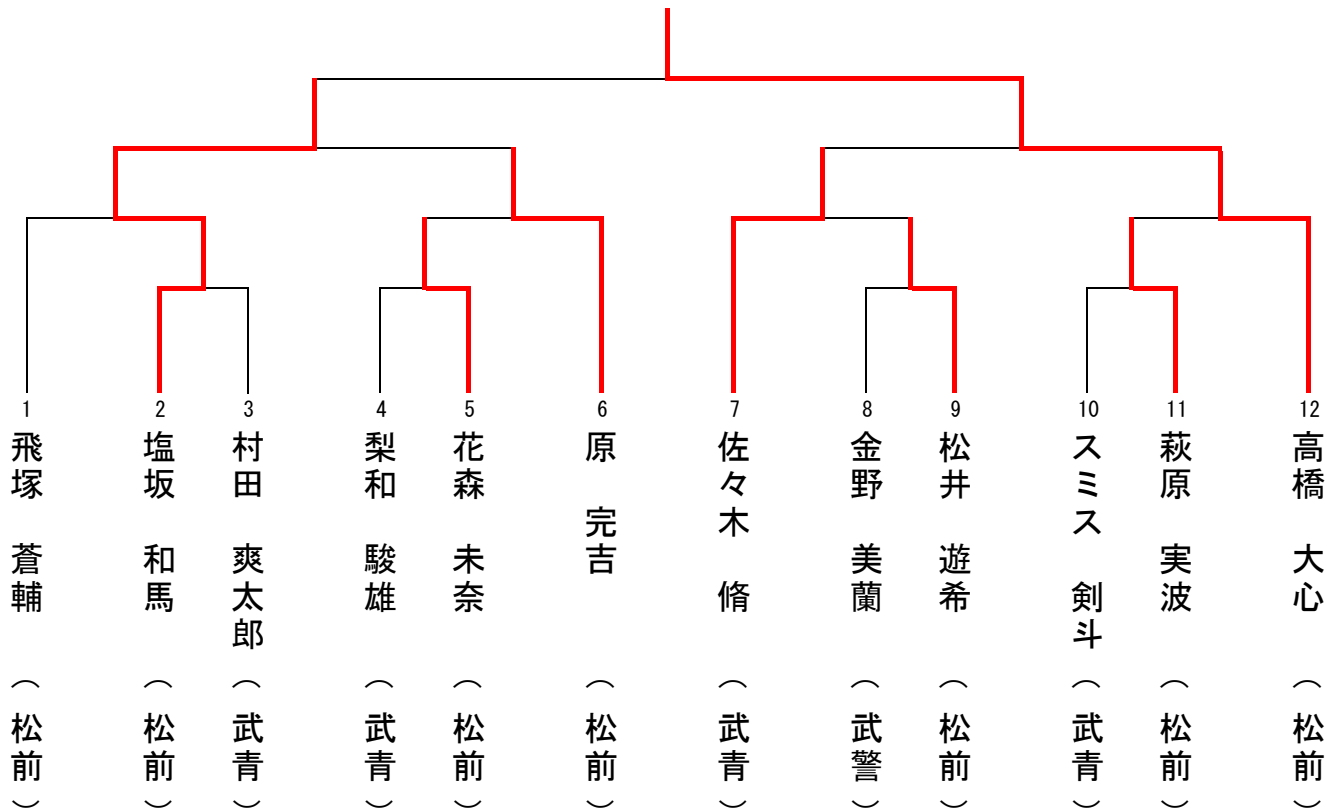 1
飛塚 蒼輔 （松前）
2
塩坂 和馬 （松前）
3
村田 爽太郎 （武青）
4
梨和 駿雄 （武青）
5
花森 未奈 （松前）
6
原 完吉 （松前）
7
佐々木 脩 （武青）
8
金野 美蘭 （武警）
9
松井 遊希 （松前）
10
スミス 剣斗 （武青）
11
萩原 実波 （松前）
12
高橋 大心 （松前）